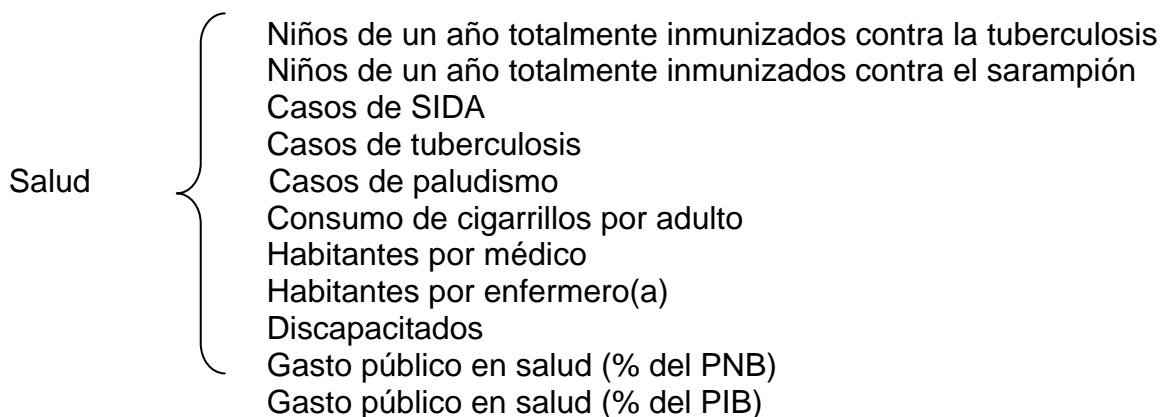 Niños de un año totalmente inmunizados contra la tuberculosis
Niños de un año totalmente inmunizados contra el sarampión
Casos de SIDA
Casos de tuberculosis
Salud
Casos de paludismo
Consumo de cigarrillos por adulto
Habitantes por médico
Habitantes por enfermero(a)
Discapacitados
Gasto público en salud (% del PNB)
Gasto público en salud (% del PIB)